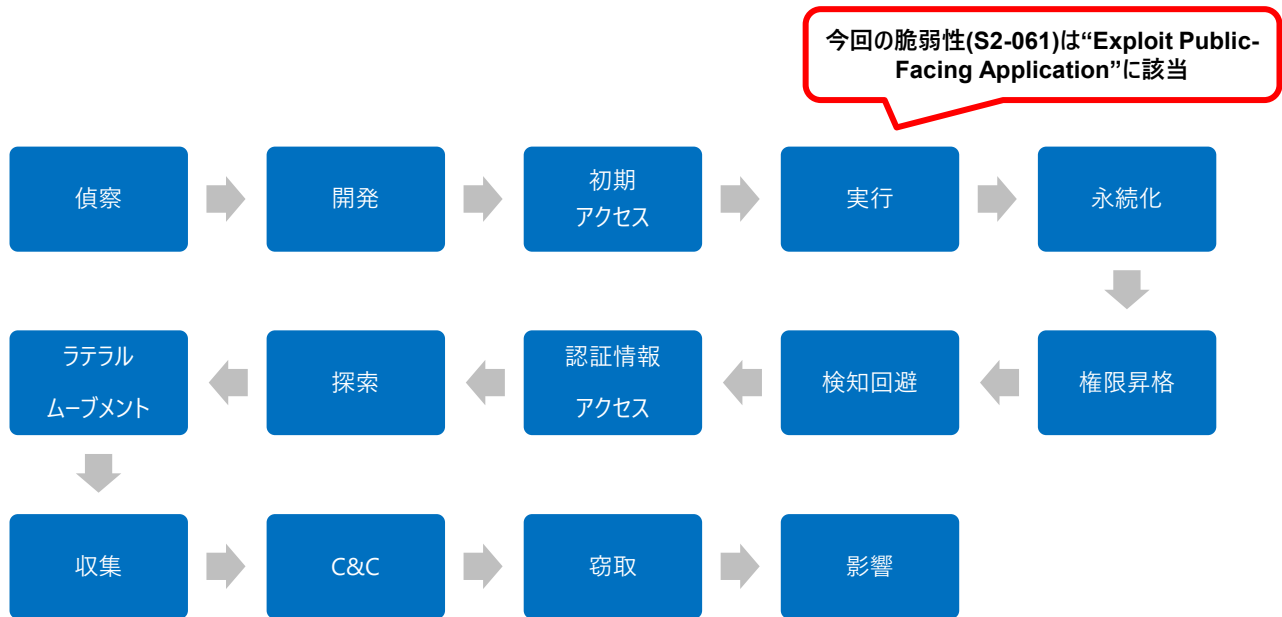 今回の脆弱性(S2-061)は“Exploit Public-
Facing Application”に該当
偵察
開発
初期
アクセス
実行
永続化
ラテラル
ムーブメント
探索
認証情報
アクセス
検知回避
権限昇格
収集
C&C
窃取
影響